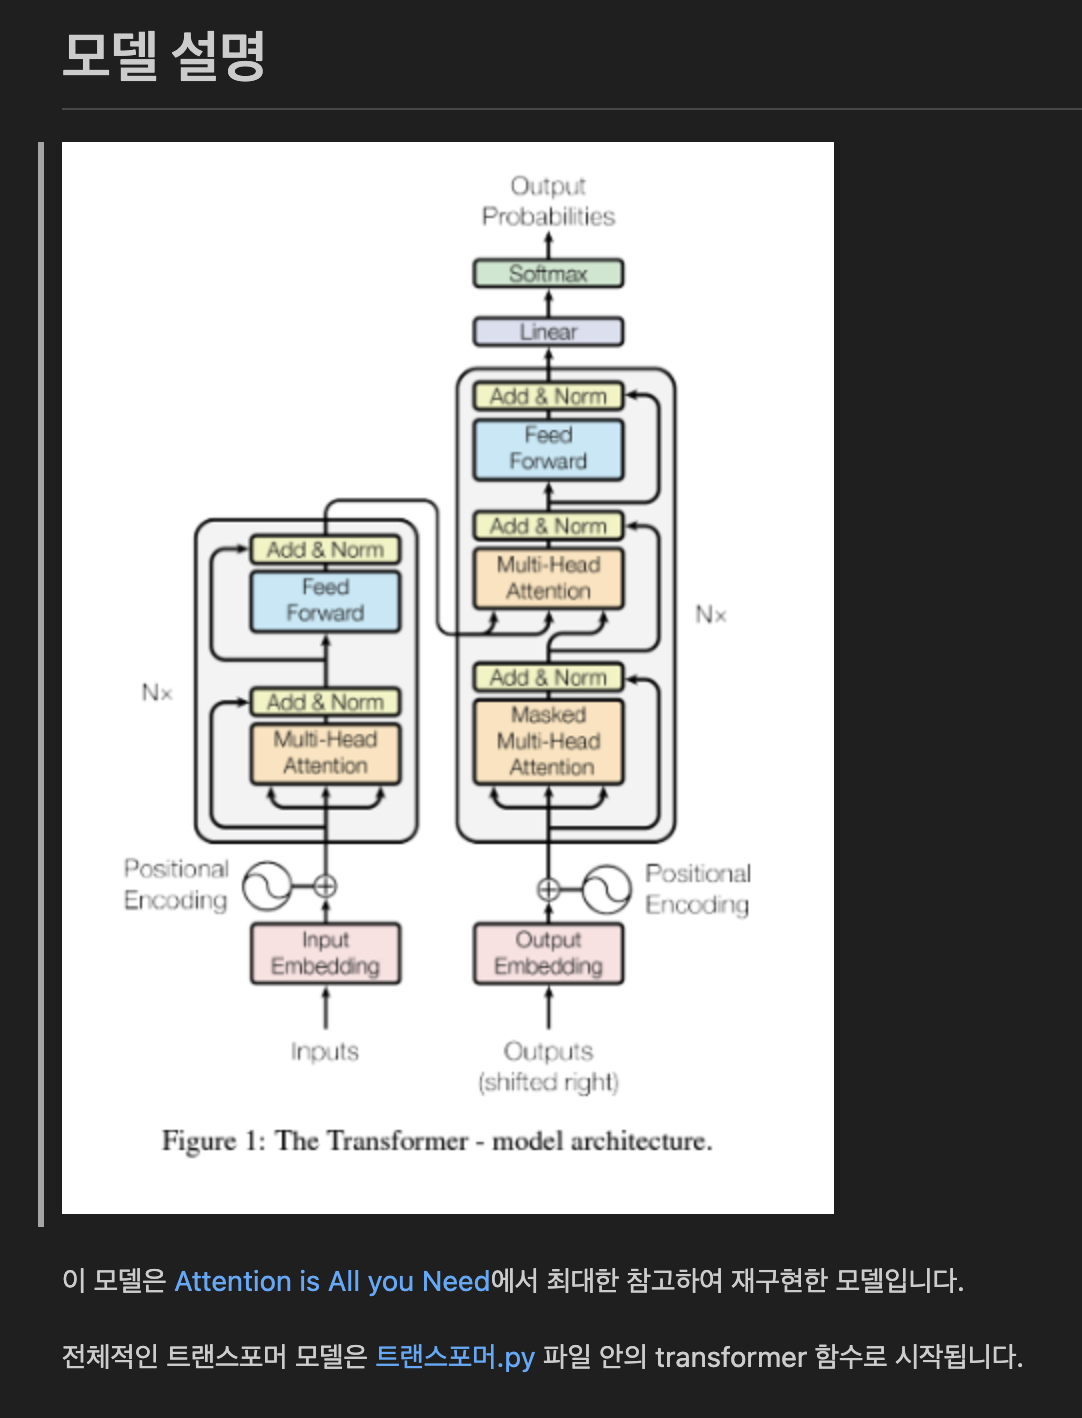 모델 설명
Output
Probabilities
Softmax
Linear
Add & Norm
Feed
Forward
Add & Norm
Multi-Head
Attention
Nx
Add & Norm
Masked
Multi-Head
Attention
Add & Norm
Feed
Forward
Nx
Add & Norm
Multi-Head
Attention
Positional
Encoding
Positional
Encoding
Input
Embedding
Output
Embedding
Inputs
Outputs
(shifted right)
Figure 1: The Transformer - model architecture.
이 모델은 Attention is All you Need에서 최대한 참고하여 재구현한 모델입니다.
전체적인 트랜스포머 모델은 트랜스포머.py 파일 안의 transformer 함수로 시작됩니다.